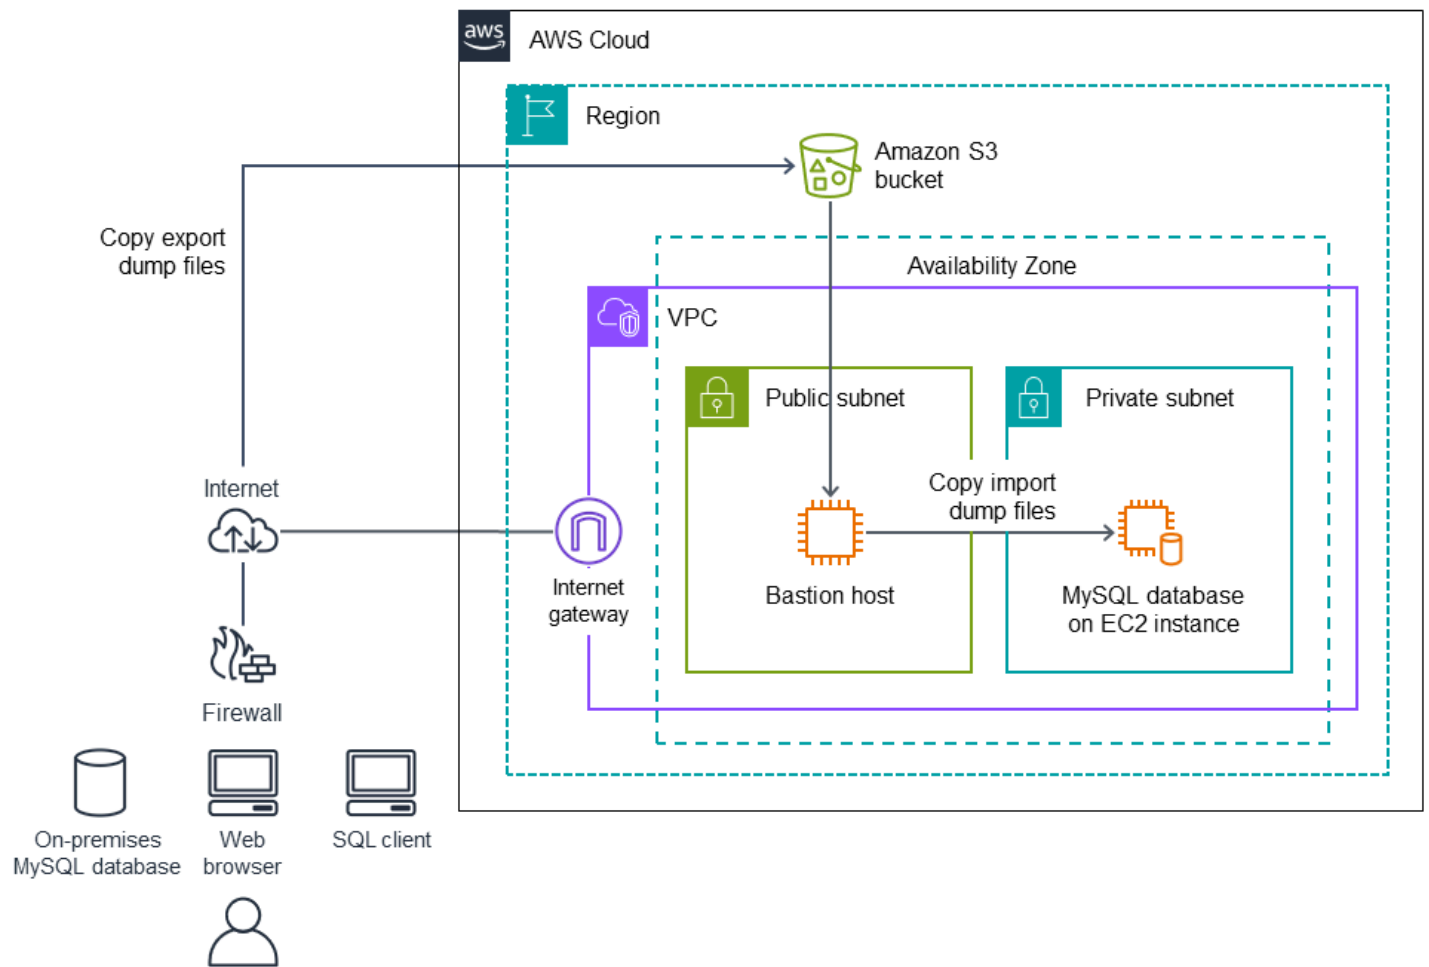 aws
AWS Cloud
Region
Amazon S3
bucket
Copy export
dump files
Availability Zone
VPC
Public subnet
Private subnet
Internet
Copy import
dump files
Internet
gateway
Bastion host
MySQL database
on EC2 instance
Firewall
On-premises
MySQL database
Web
browser
SQL client